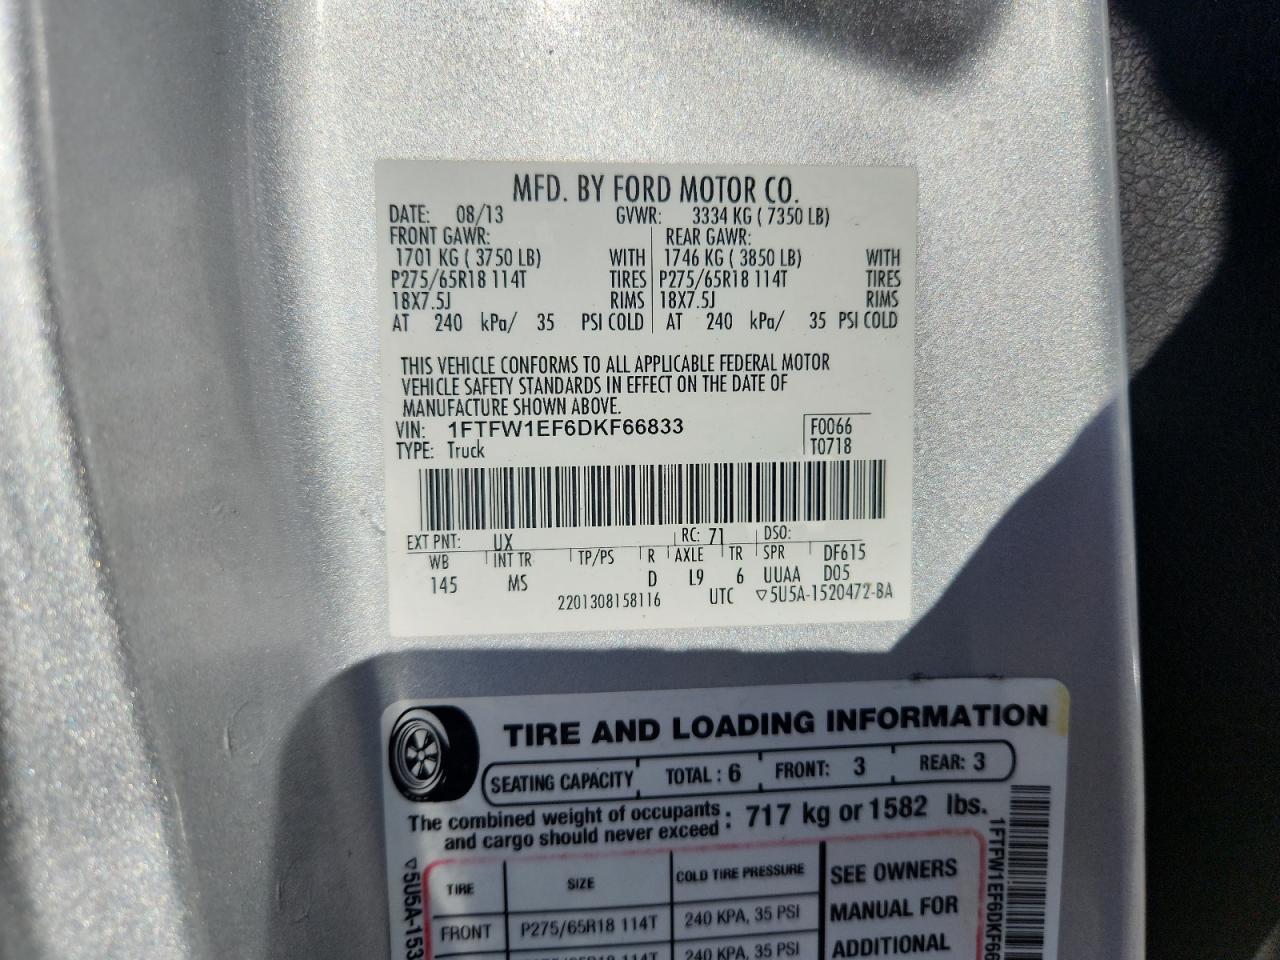 MFD. BY FORD MOTOR CO.
DATE: 08/13 GVWR: 3334 KG ( 7350 LB)
FRONT GAWR: REAR GAWR:
1701 KG ( 3750 LB) WITH 1746 KG ( 3850 LB) WITH
P275/65R18 114T TIRES P275/65R18 114T TIRES
18X7.5J RIMS 18X7.5J RIMS
AT 240 kPa/ 35 PSI COLD AT 240 kPa/ 35 PSI COLD
THIS VEHICLE CONFORMS TO ALL APPLICABLE FEDERAL MOTOR
VEHICLE SAFETY STANDARDS IN EFFECT ON THE DATE OF
MANUFACTURE SHOWN ABOVE.
VIN: 1FTFW1EF6DKF66833 F0066
TYPE: Truck T0718
EXT PNT: UX RC: 71 DSO:
WB INT TR TP/PS R AXLE TR SPR DF615
145 MS D L9 6 UUAA D05
2201308158116 UTC ▽5U5A-1520472-BA
TIRE AND LOADING INFORMATION
SEATING CAPACITY TOTAL : 6 FRONT: 3 REAR: 3
The combined weight of occupants
and cargo should never exceed : 717 kg or 1582 lbs.
TIRE SIZE COLD TIRE PRESSURE SEE OWNERS
FRONT P275/65R18 114T 240 KPA, 35 PSI MANUAL FOR
240 KPA, 35 PSI ADDITIONAL
▽5U5A-153
1FTFW1EF6DKF66